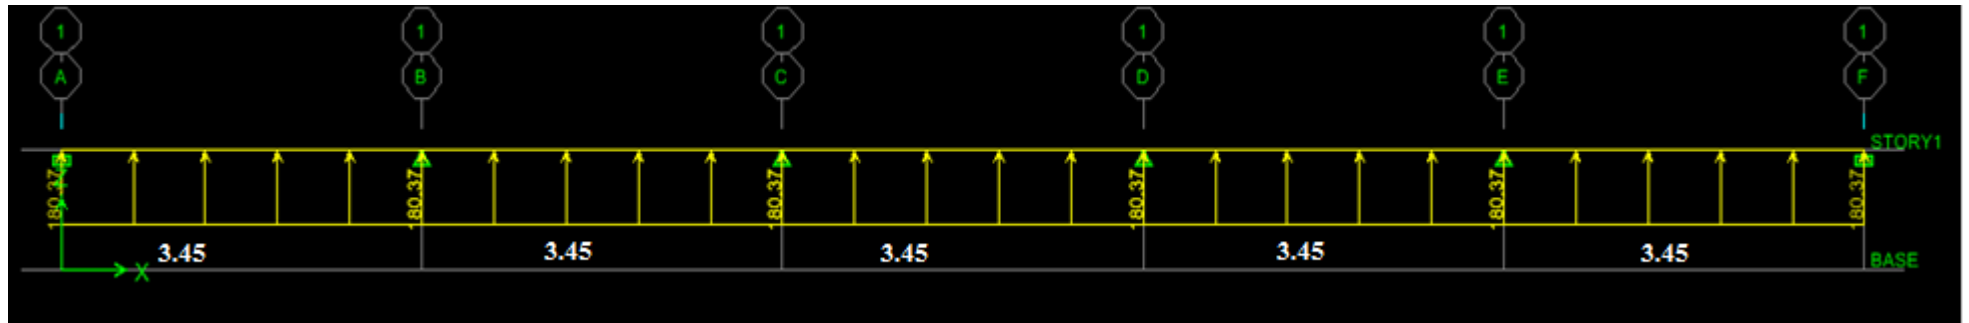 1 1 1 1 1 1
A B C D E F
STORY1
180.37 180.37 180.37 180.37 180.37 180.37
3.45 3.45 3.45 3.45 3.45
X
BASE